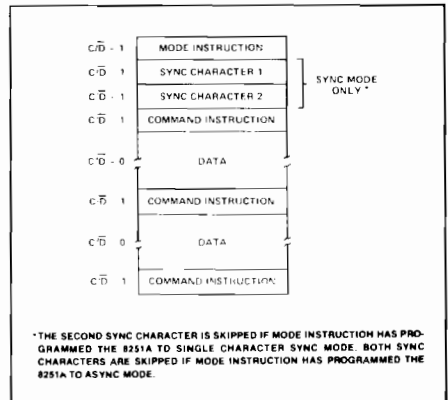 C/D - 1 MODE INSTRUCTION
C/D 1 SYNC CHARACTER 1
SYNC MODE
ONLY*
C/D - 1 SYNC CHARACTER 2
C/D 1 COMMAND INSTRUCTION
C/D - 0 DATA
C/D 1 COMMAND INSTRUCTION
C/D 0 DATA
C/D 1 COMMAND INSTRUCTION
*THE SECOND SYNC CHARACTER IS SKIPPED IF MODE INSTRUCTION HAS PRO-
GRAMMED THE 8251A TO SINGLE CHARACTER SYNC MODE. BOTH SYNC
CHARACTERS ARE SKIPPED IF MODE INSTRUCTION HAS PROGRAMMED THE
8251A TO ASYNC MODE.